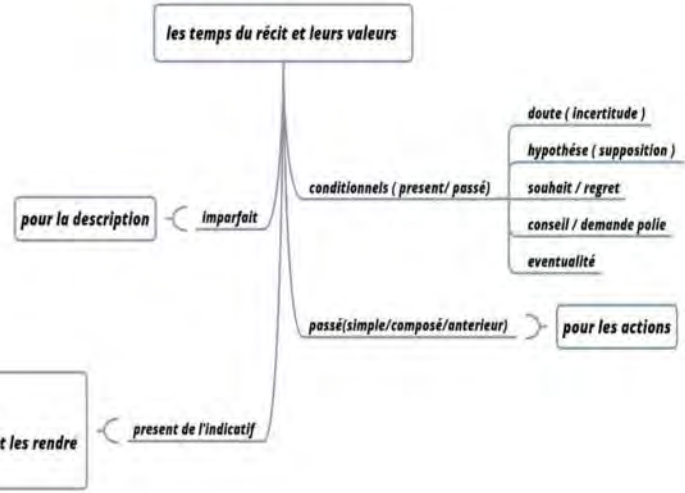 les temps du récit et leurs valeurs
doute ( incertitude )
hypothése ( supposition )
conditionnels ( present/ passé)
souhait / regret
conseil / demande polie
eventualité
pour la description
imparfait
passé(simple/composé/anterieur)
pour les actions
present de l'indicatif
les rendre